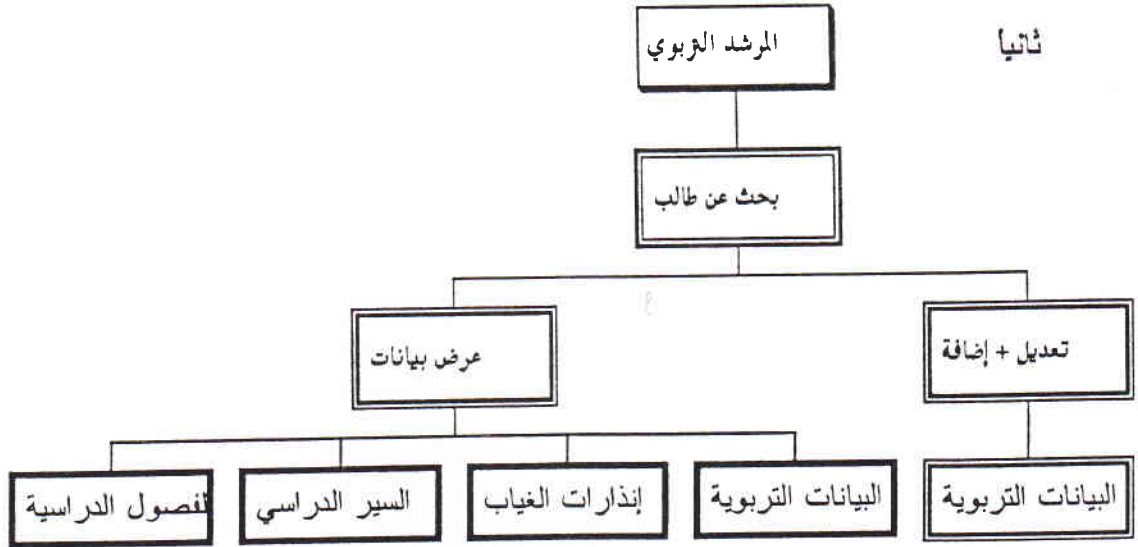 ثانيا
المرشد التربوي
بحث عن طالب
تعديل + إضافة
عرض بيانات
البيانات التربوية
البيانات التربوية
إنذارات الغياب
السير الدراسي
لفصول الدراسية